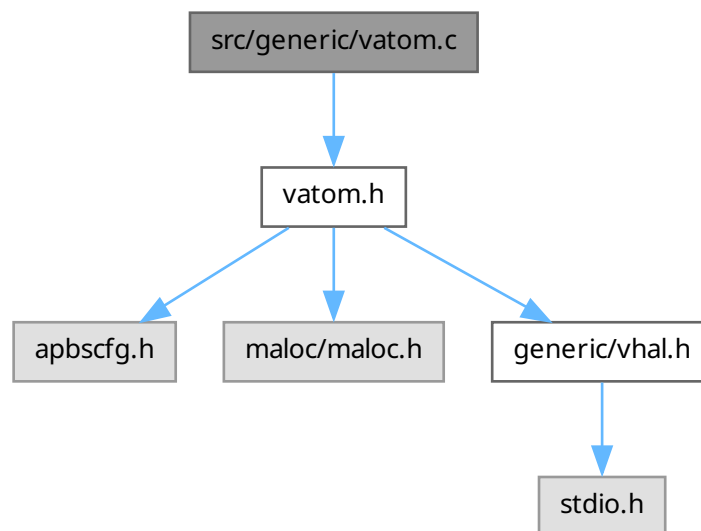 src/generic/vatom.c
vatom.h
apbscfg.h
maloc/maloc.h
generic/vhal.h
stdio.h